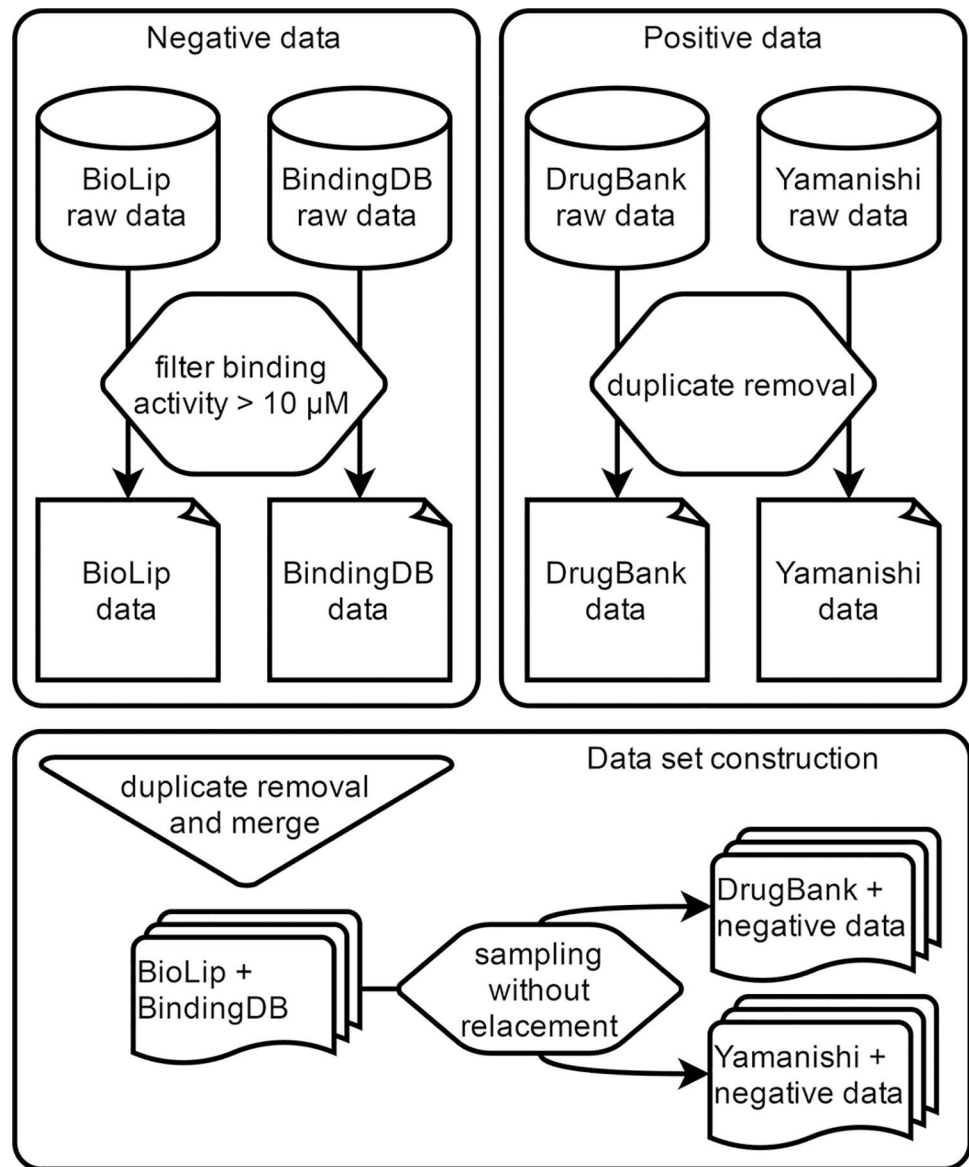 Negative data
BioLip
raw data
BindingDB
raw data
filter binding
activity > 10 µM
BioLip
data
BindingDB
data
Positive data
DrugBank
raw data
Yamanishi
raw data
duplicate removal
DrugBank
data
Yamanishi
data
Data set construction
duplicate removal
and merge
BioLip +
BindingDB
sampling
without
relacement
DrugBank +
negative data
Yamanishi +
negative data